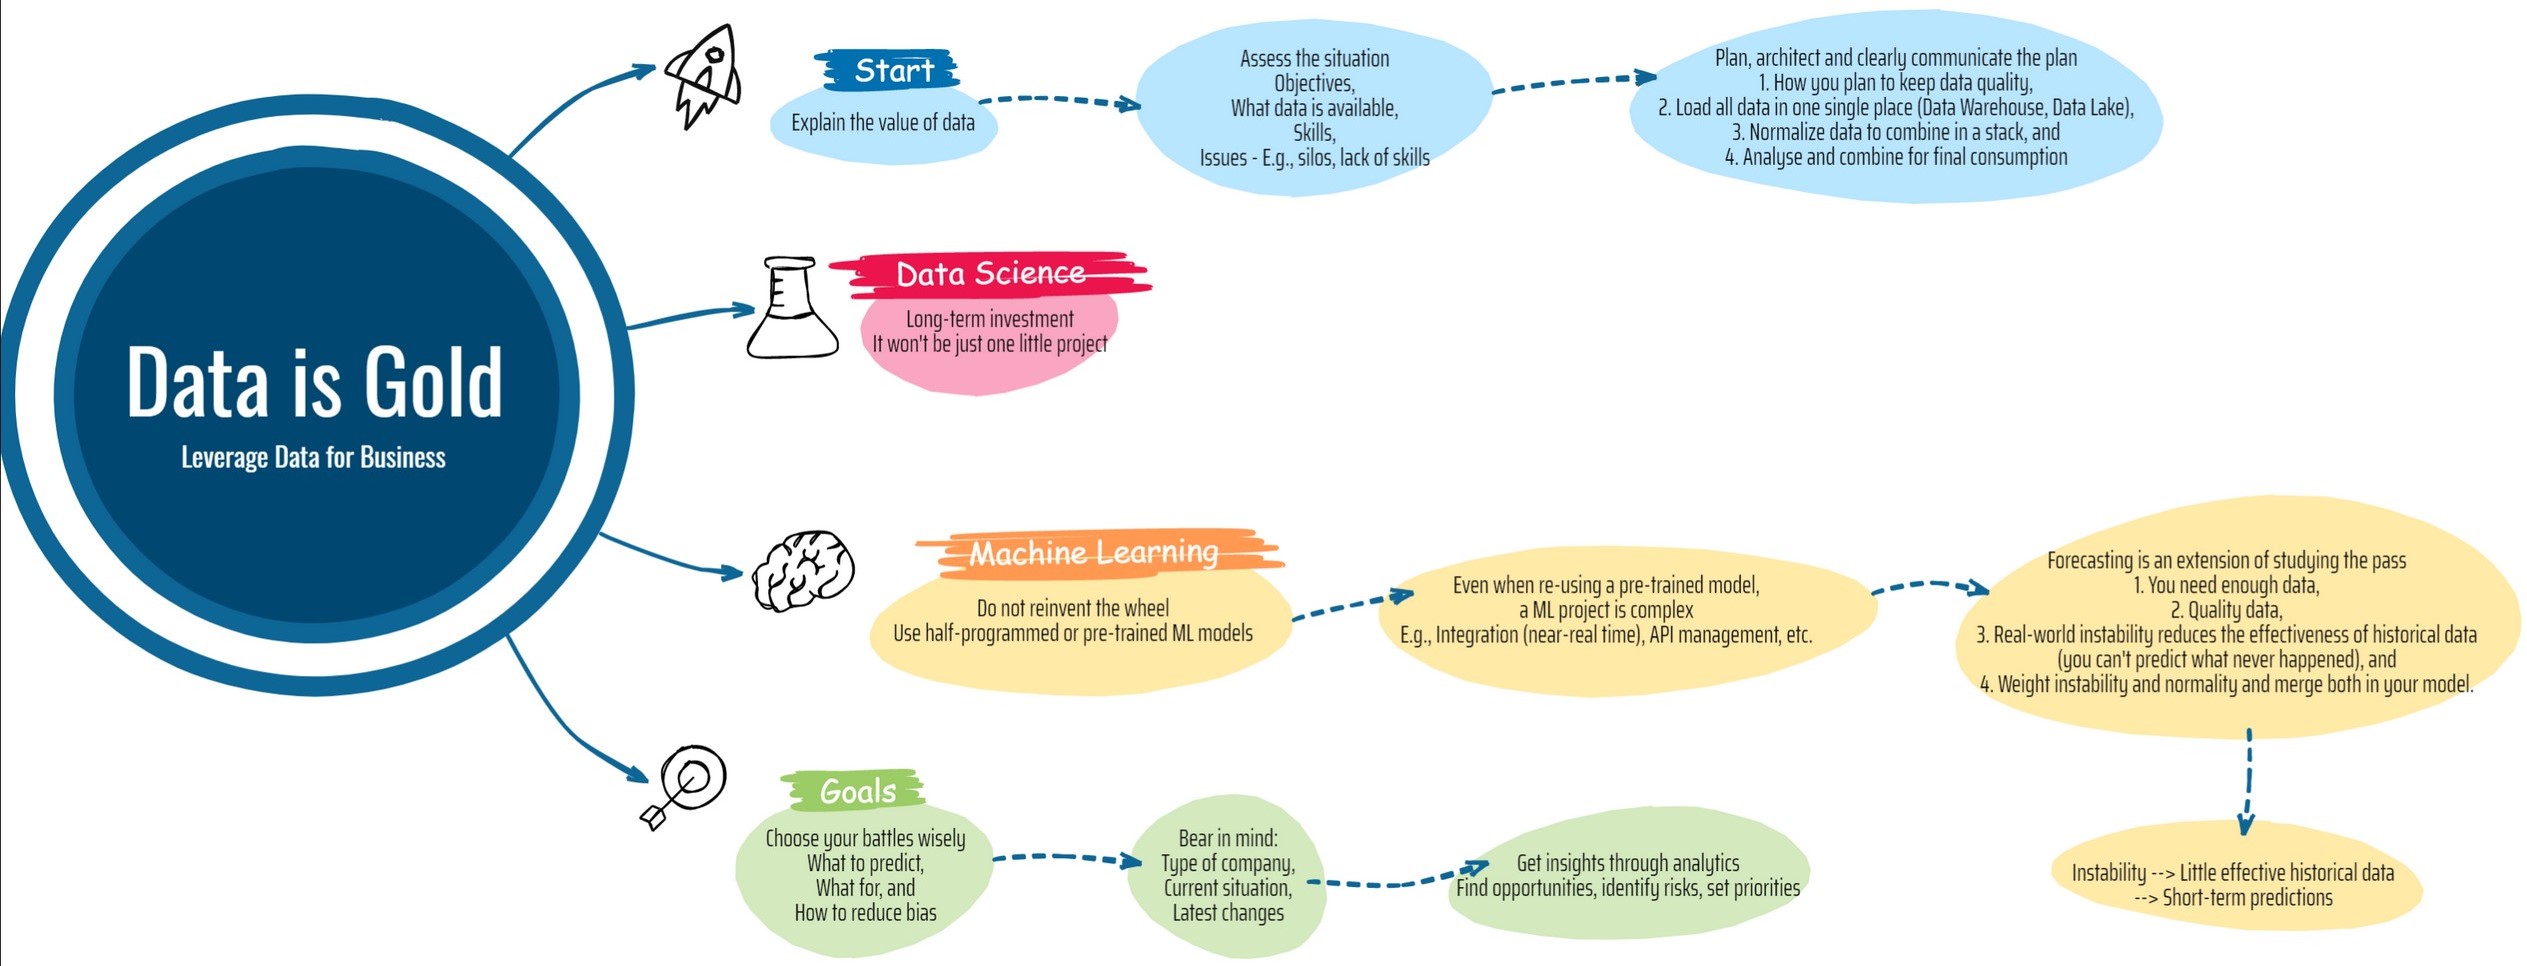 Data is Gold
Leverage Data for Business
Start
Explain the value of data
Assess the situation
Objectives,
What data is available,
Skills,
Issues - E.g., silos, lack of skills
Plan, architect and clearly communicate the plan
1. How you plan to keep data quality,
2. Load all data in one single place (Data Warehouse, Data Lake),
3. Normalize data to combine in a stack, and
4. Analyse and combine for final consumption
Data Science
Long-term investment
It won't be just one little project
Machine Learning
Do not reinvent the wheel
Use half-programmed or pre-trained ML models
Even when re-using a pre-trained model,
a ML project is complex
E.g., Integration (near-real time), API management, etc.
Forecasting is an extension of studying the pass
1. You need enough data,
2. Quality data,
3. Real-world instability reduces the effectiveness of historical data
(you can't predict what never happened), and
4. Weight instability and normality and merge both in your model.
Instability --> Little effective historical data
--> Short-term predictions
Goals
Choose your battles wisely
What to predict,
What for, and
How to reduce bias
Bear in mind:
Type of company,
Current situation,
Latest changes
Get insights through analytics
Find opportunities, identify risks, set priorities